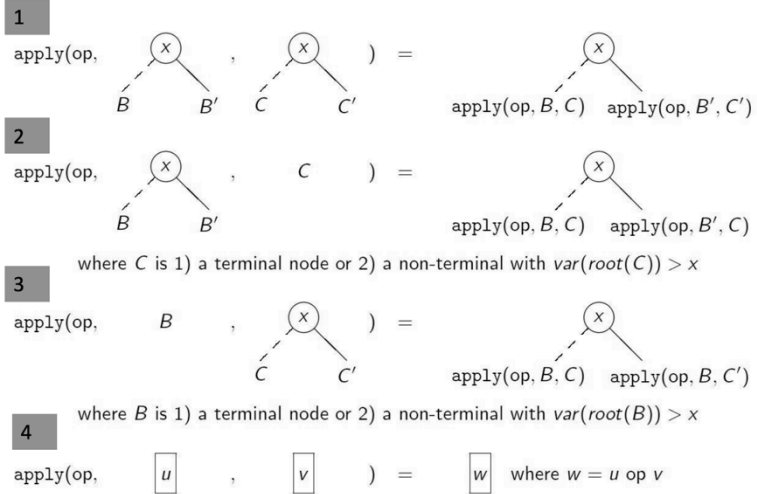 1
apply(op, x , x ) = x
B B′ C C′ apply(op, B, C) apply(op, B′, C′)
2
apply(op, x , C ) = x
B B′ apply(op, B, C) apply(op, B′, C)
where C is 1) a terminal node or 2) a non-terminal with var(root(C)) > x
3
apply(op, B , x ) = x
C C′ apply(op, B, C) apply(op, B, C′)
where B is 1) a terminal node or 2) a non-terminal with var(root(B)) > x
4
apply(op, u , v ) = w where w = u op v